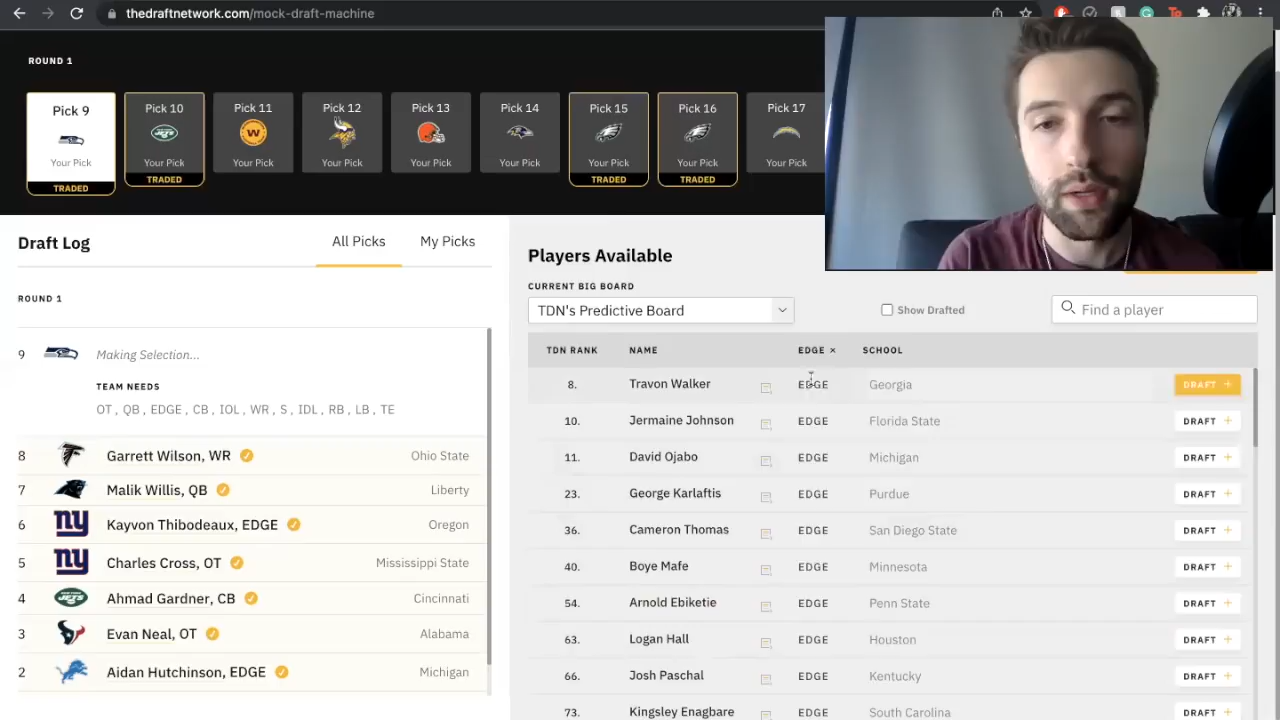 thedraftnetwork.com/mock-draft-machine
ROUND 1
Pick 9
Your Pick
TRADED
Pick 10
Your Pick
TRADED
Pick 11
W
Your Pick
Pick 12
Your Pick
Pick 13
Your Pick
Pick 14
Your Pick
Pick 15
Your Pick
TRADED
Pick 16
Your Pick
TRADED
Pick 17
Your Pick
Draft Log
All Picks
My Picks
ROUND 1
9 Making Selection...
TEAM NEEDS
OT , QB , EDGE , CB , IOL , WR , S , IDL , RB , LB , TE
8 Garrett Wilson, WR Ohio State
7 Malik Willis, QB Liberty
6 ny Kayvon Thibodeaux, EDGE Oregon
5 ny Charles Cross, OT Mississippi State
4 JETS Ahmad Gardner, CB Cincinnati
3 Evan Neal, OT Alabama
2 Aidan Hutchinson, EDGE Michigan
Players Available
CURRENT BIG BOARD
TDN's Predictive Board
Show Drafted
Find a player
TDN RANK NAME EDGE × SCHOOL
8. Travon Walker EDGE Georgia DRAFT +
10. Jermaine Johnson EDGE Florida State DRAFT +
11. David Ojabo EDGE Michigan DRAFT +
23. George Karlaftis EDGE Purdue DRAFT +
36. Cameron Thomas EDGE San Diego State DRAFT +
40. Boye Mafe EDGE Minnesota DRAFT +
54. Arnold Ebiketie EDGE Penn State DRAFT +
63. Logan Hall EDGE Houston DRAFT +
66. Josh Paschal EDGE Kentucky DRAFT +
73. Kingsley Enagbare EDGE South Carolina DRAFT +